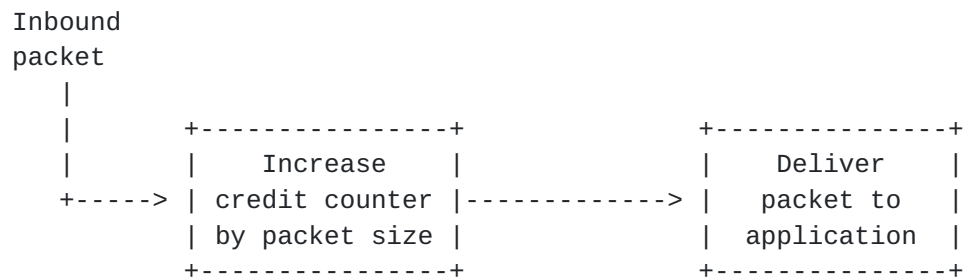 Inbound
packet
   |
   |       +----------------+               +---------------+
   |       |    Increase    |               |    Deliver    |
   +-----> | credit counter |-------------> |   packet to   |
           | by packet size |               |  application  |
           +----------------+               +---------------+